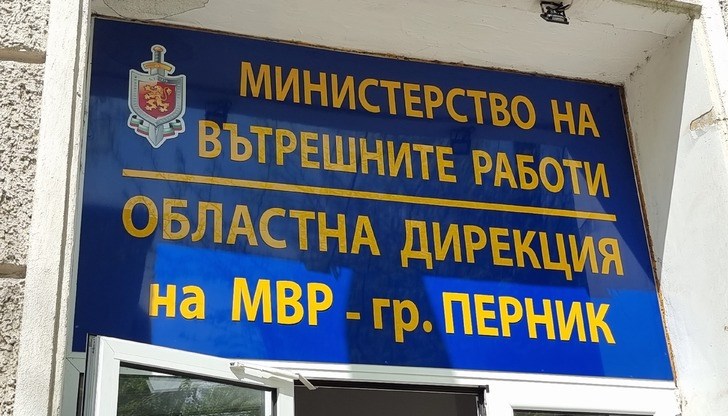 МИНИСТЕРСТВО НА
ВЪТРЕШНИТЕ РАБОТИ
ОБЛАСТНА ДИРЕКЦИЯ
на МВР - гр. ПЕРНИК